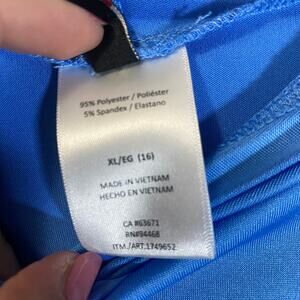 95% Polyester / Poliéster
5% Spandex / Elastano
XL/EG (16)
MADE IN VIETNAM
HECHO EN VIETNAM
CA #63671
RN#94468
ITM./ART.1749652